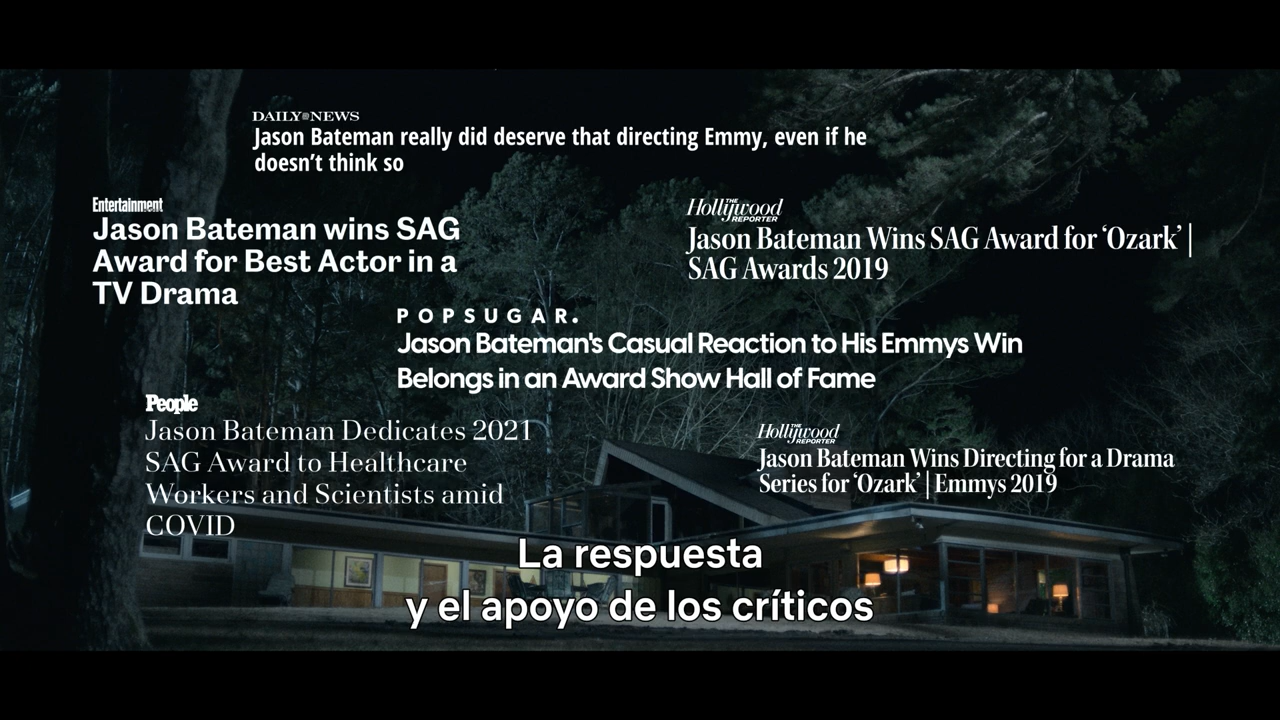 DAILY NEWS
Jason Bateman really did deserve that directing Emmy, even if he
doesn’t think so
Entertainment
Jason Bateman wins SAG
Award for Best Actor in a
TV Drama
THE
Hollywood
REPORTER
Jason Bateman Wins SAG Award for ‘Ozark’ |
SAG Awards 2019
POPSUGAR.
Jason Bateman's Casual Reaction to His Emmys Win
Belongs in an Award Show Hall of Fame
People
Jason Bateman Dedicates 2021
SAG Award to Healthcare
Workers and Scientists amid
COVID
THE
Hollywood
REPORTER
Jason Bateman Wins Directing for a Drama
Series for ‘Ozark’ | Emmys 2019
La respuesta
y el apoyo de los críticos